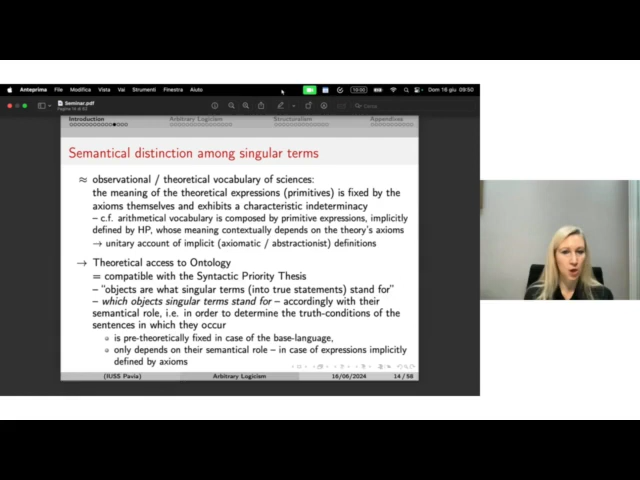 Anteprima File Modifica Vista Vai Strumenti Finestra Aiuto Dom 16 giu 09:50
Seminar.pdf
Introduction Arbitrary Logicism Structuralism Appendices
Semantical distinction among singular terms
≈ observational / theoretical vocabulary of sciences:
the meaning of the theoretical expressions (primitives) is fixed by the
axioms themselves and exhibits a characteristic indeterminacy
– c.f. arithmetical vocabulary is composed by primitive expressions, implicitly
defined by HP, whose meaning contextually depends on the theory's axioms
→ unitary account of implicit (axiomatic / abstractionist) definitions
→ Theoretical access to Ontology
= compatible with the Syntactic Priority Thesis
– "objects are what singular terms (into true statements) stand for"
– which objects singular terms stand for – accordingly with their
semantical role, i.e. in order to determine the truth-conditions of the
sentences in which they occur
is pre-theoretically fixed in case of the base-language,
only depends on their semantical role – in case of expressions implicitly
defined by axioms
(IUSS Pavia) Arbitrary Logicism 16/06/2024 14 / 58